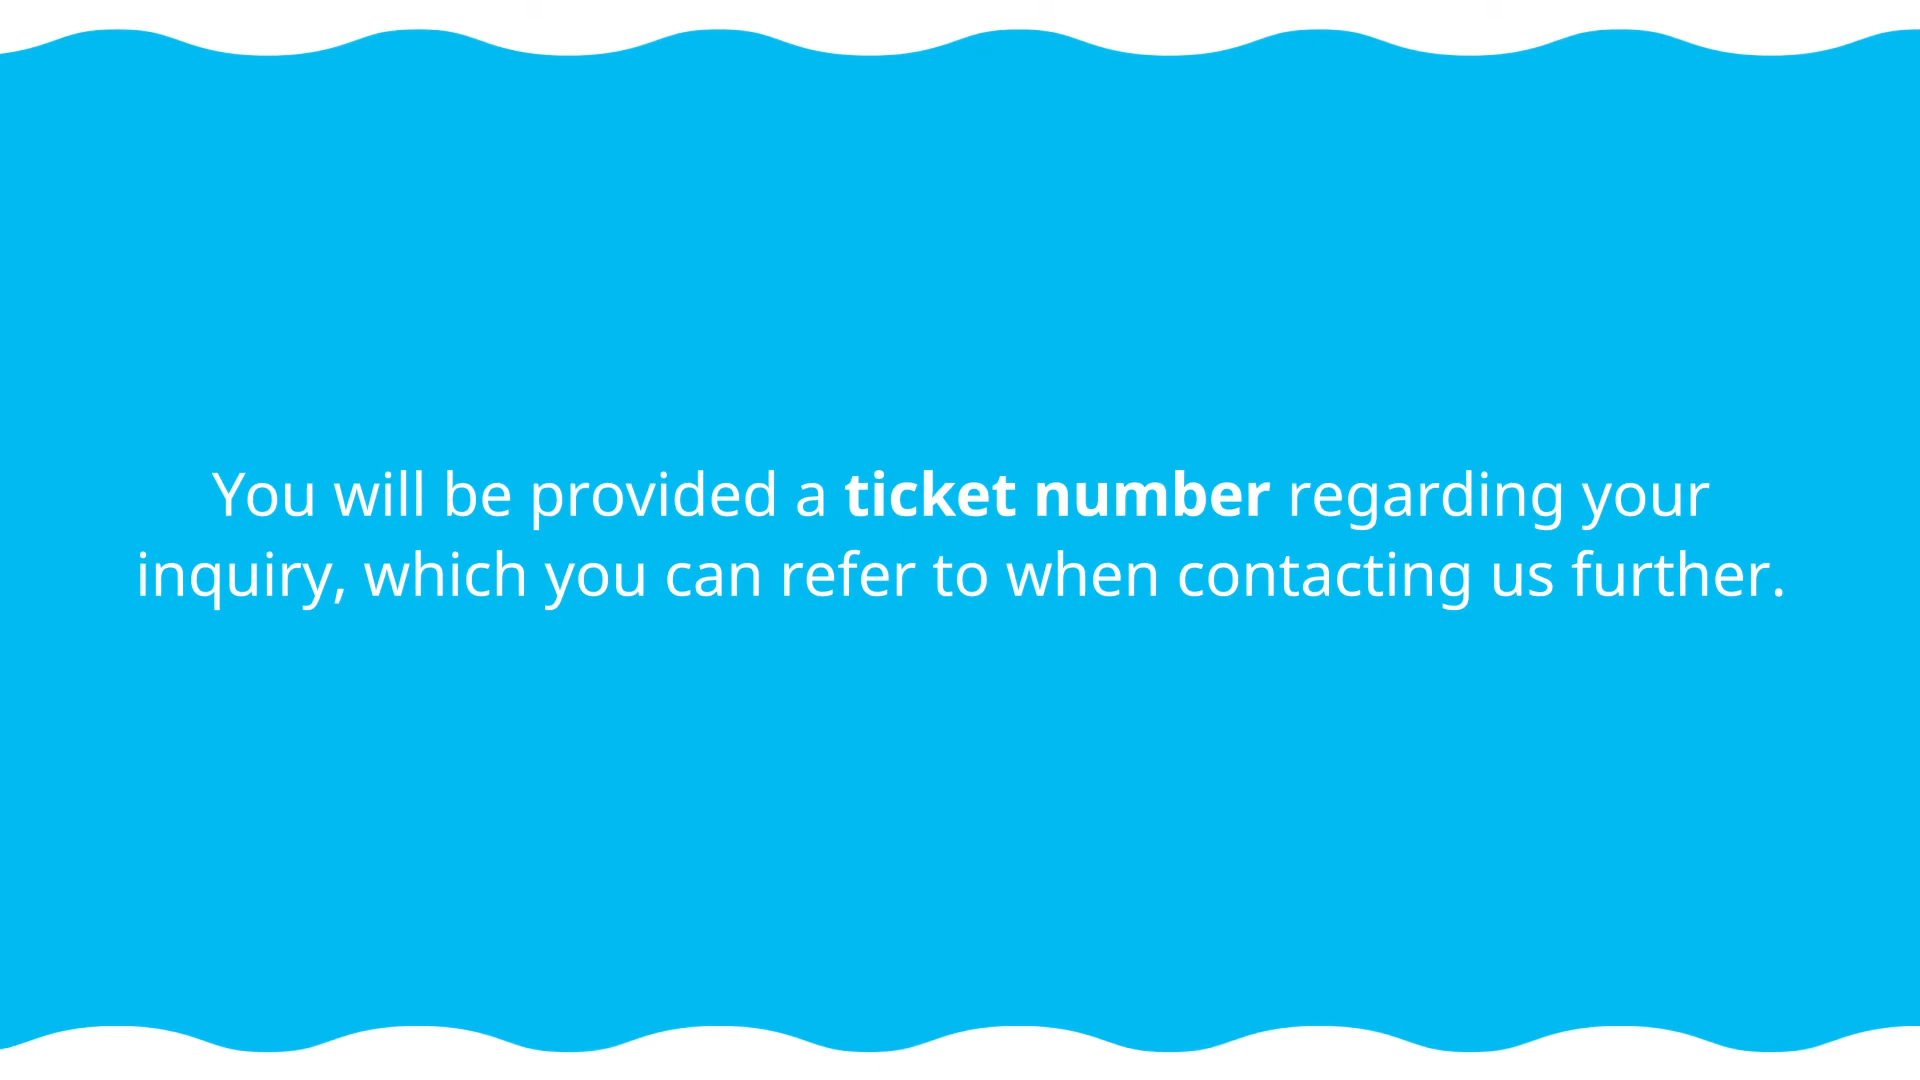 You will be provided a ticket number regarding your
inquiry, which you can refer to when contacting us further.